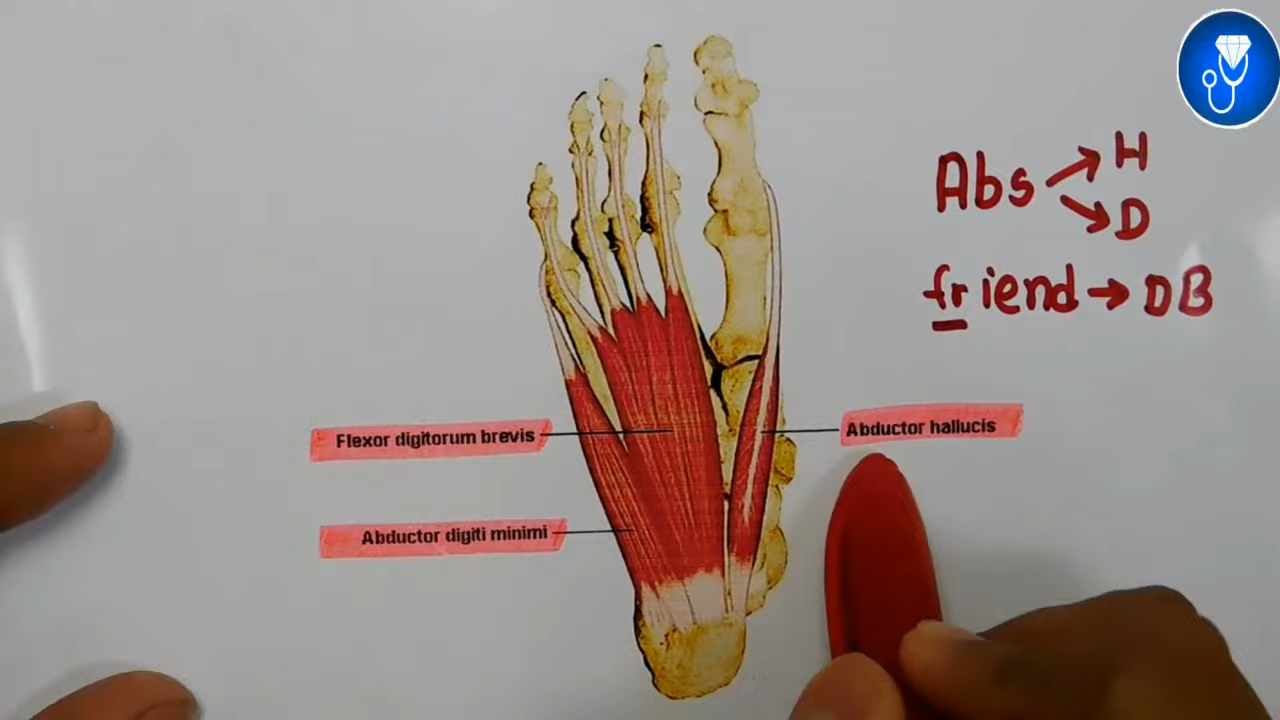 Abs → H
→ D
friend → DB
Flexor digitorum brevis
Abductor hallucis
Abductor digiti minimi